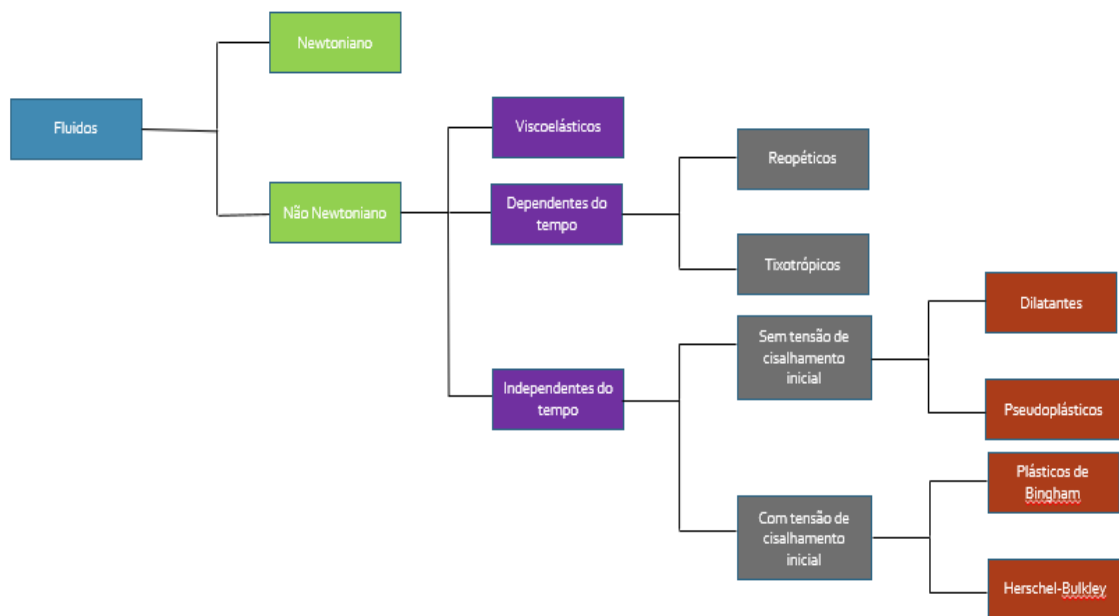 Newtoniano
Fluidos
Não Newtoniano
Viscoelásticos
Dependentes do
tempo
Independentes do
tempo
Reopéticos
Tixotrópicos
Sem tensão de
cisalhamento
inicial
Com tensão de
cisalhamento
inicial
Dilatantes
Pseudoplásticos
Plásticos de
Bingham
Herschel-Bulkley